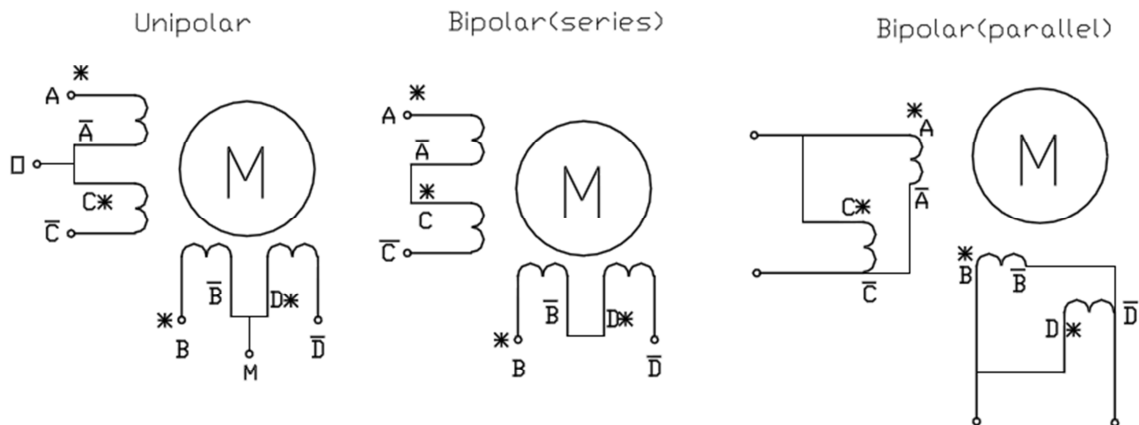 Unipolar
A *
A̅
O
C*
C̅
M
B̅
D*
* B
D̅
M
Bipolar(series)
A *
A̅
*
C
C̅
M
B̅
D*
* B
D̅
Bipolar(parallel)
*
A
A̅
C*
C̅
M
*
B
B̅
D*
D̅